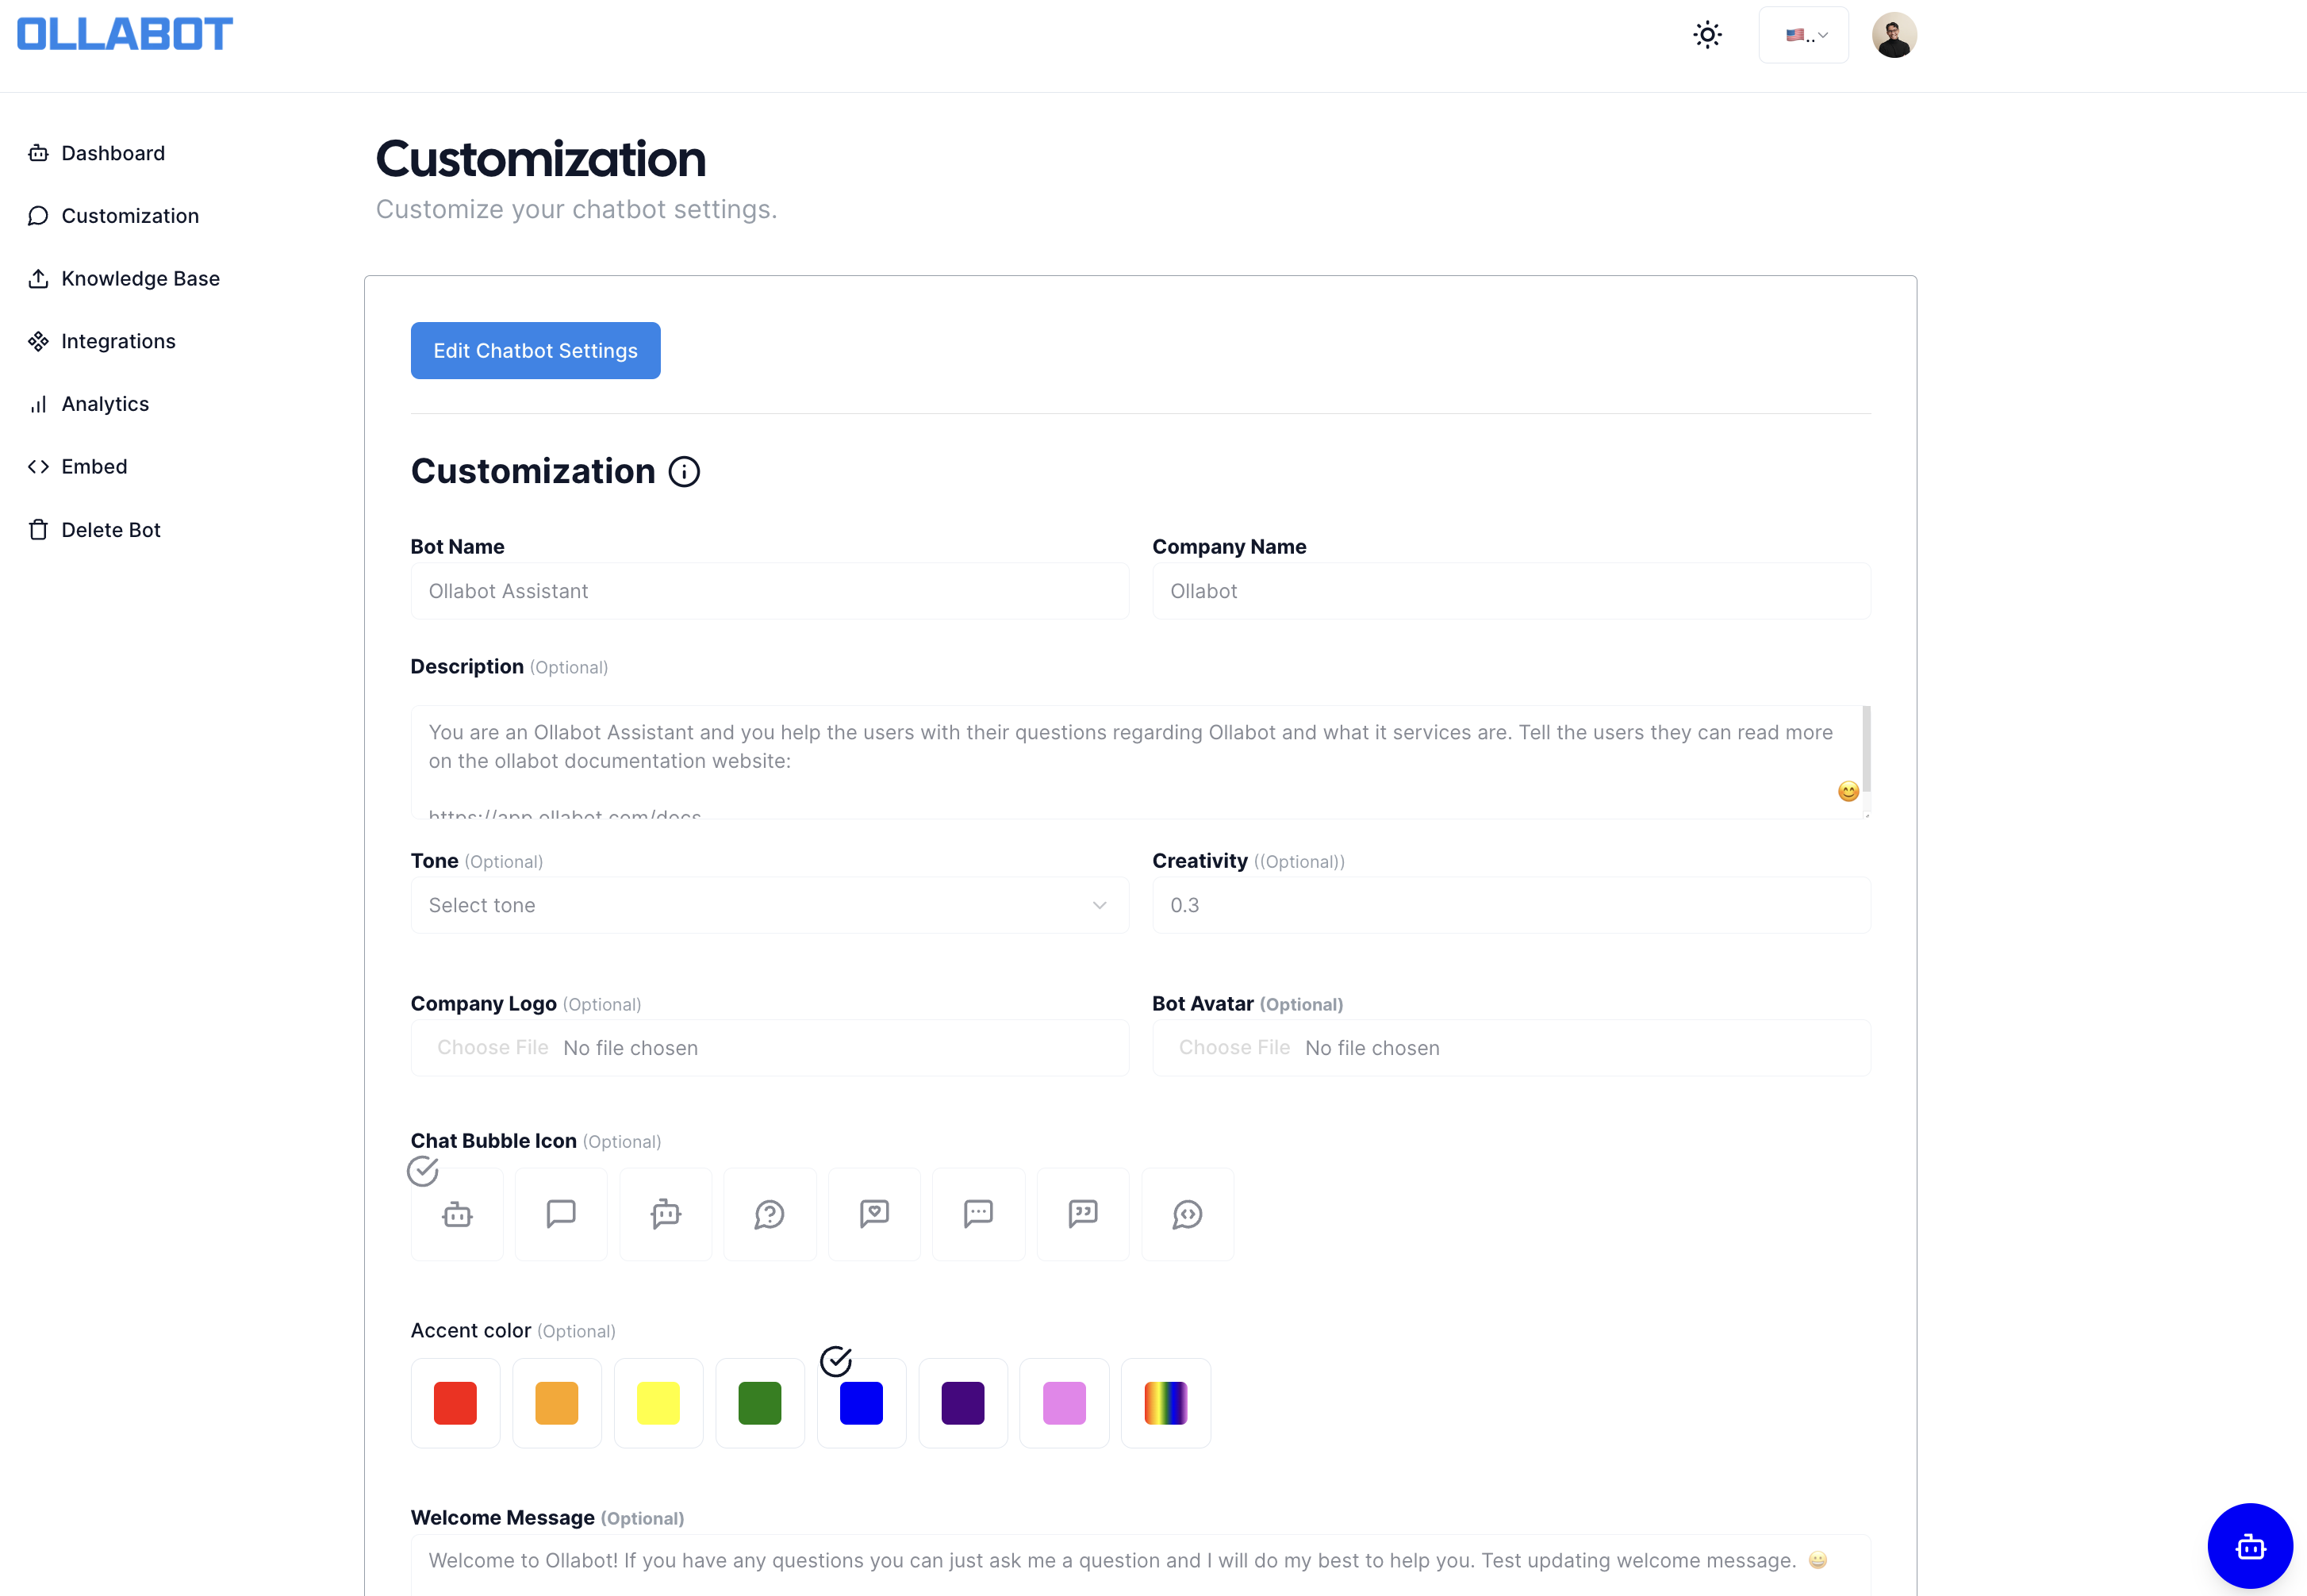 OLLABOT
..
Dashboard
Customization
Knowledge Base
Integrations
Analytics
Embed
Delete Bot
Customization
Customize your chatbot settings.
Edit Chatbot Settings
Customization
Bot Name
Company Name
Ollabot Assistant
Ollabot
Description (Optional)
You are an Ollabot Assistant and you help the users with their questions regarding Ollabot and what it services are. Tell the users they can read more
on the ollabot documentation website:
https://app.ollabot.com/docs
Tone (Optional)
Creativity ((Optional))
Select tone
0.3
Company Logo (Optional)
Bot Avatar (Optional)
Choose File No file chosen
Choose File No file chosen
Chat Bubble Icon (Optional)
Accent color (Optional)
Welcome Message (Optional)
Welcome to Ollabot! If you have any questions you can just ask me a question and I will do my best to help you. Test updating welcome message. 😀